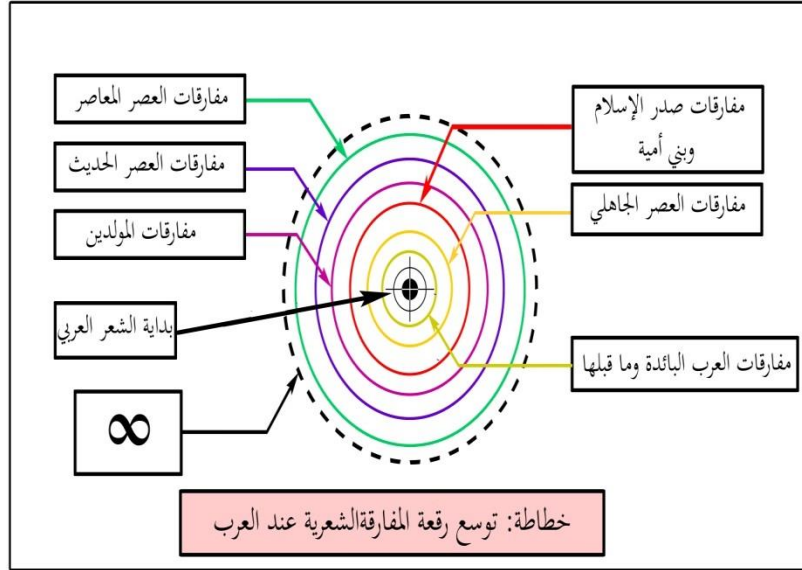 مفارقات صدر الإسلام
وبني أمية
مفارقات العصر الجاهلي
مفارقات العرب البائدة وما قبلها
مفارقات العصر المعاصر
مفارقات العصر الحديث
مفارقات المولدين
بداية الشعر العربي
∞
خطاطة: توسع رقعة المفارقةالشعرية عند العرب